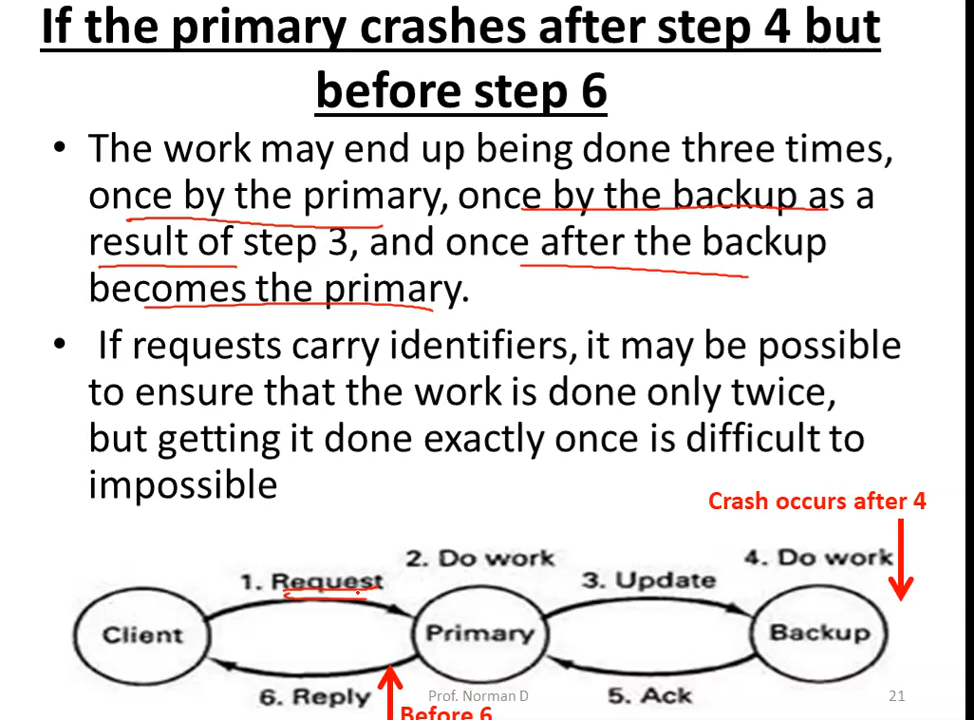 If the primary crashes after step 4 but
before step 6
• The work may end up being done three times,
once by the primary, once by the backup as a
result of step 3, and once after the backup
becomes the primary.
• If requests carry identifiers, it may be possible
to ensure that the work is done only twice,
but getting it done exactly once is difficult to
impossible
Crash occurs after 4
2. Do work
4. Do work
1. Request
3. Update
Client
Primary
Backup
6. Reply
Prof. Norman D
5. Ack
21
Before 6